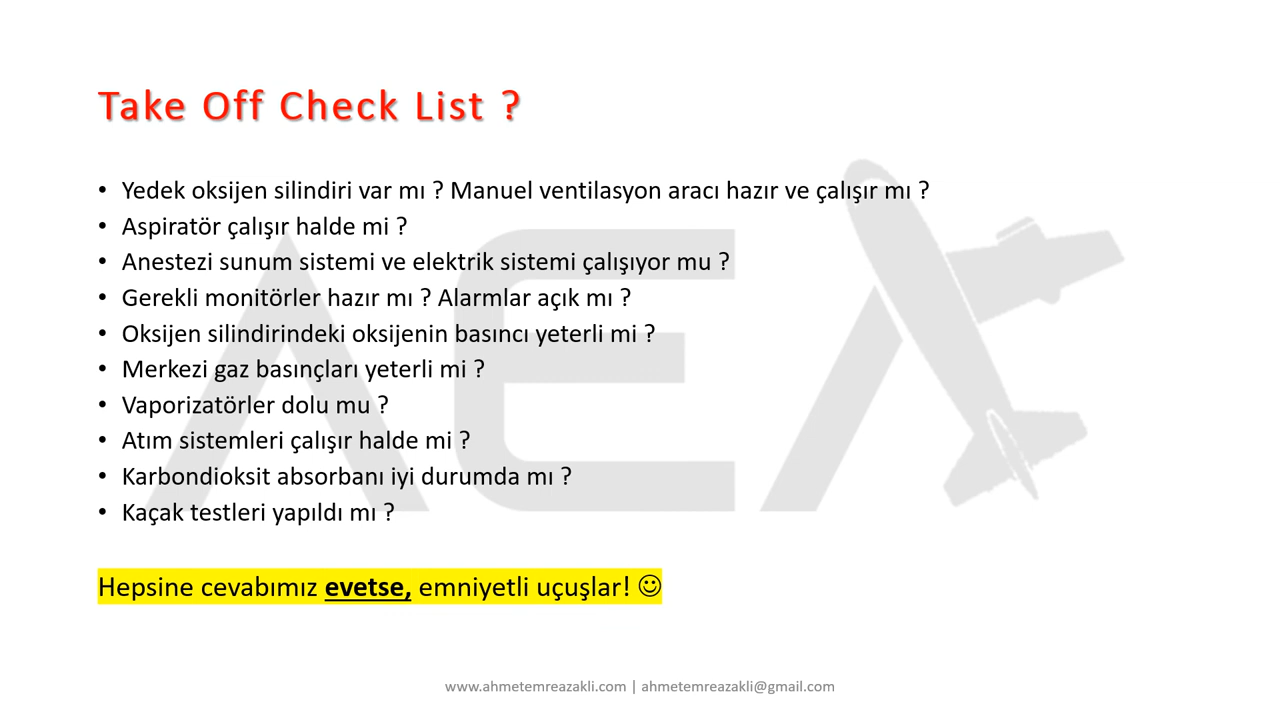 Take Off Check List ?
• Yedek oksijen silindiri var mı ? Manuel ventilasyon aracı hazır ve çalışır mı ?
• Aspiratör çalışır halde mi ?
• Anestezi sunum sistemi ve elektrik sistemi çalışıyor mu ?
• Gerekli monitörler hazır mı ? Alarmlar açık mı ?
• Oksijen silindirindeki oksijenin basıncı yeterli mi ?
• Merkezi gaz basınçları yeterli mi ?
• Vaporizatörler dolu mu ?
• Atım sistemleri çalışır halde mi ?
• Karbondioksit absorbanı iyi durumda mı ?
• Kaçak testleri yapıldı mı ?
Hepsine cevabımız evetse, emniyetli uçuşlar! ☺
www.ahmetemreazakli.com | ahmetemreazakli@gmail.com
AEA